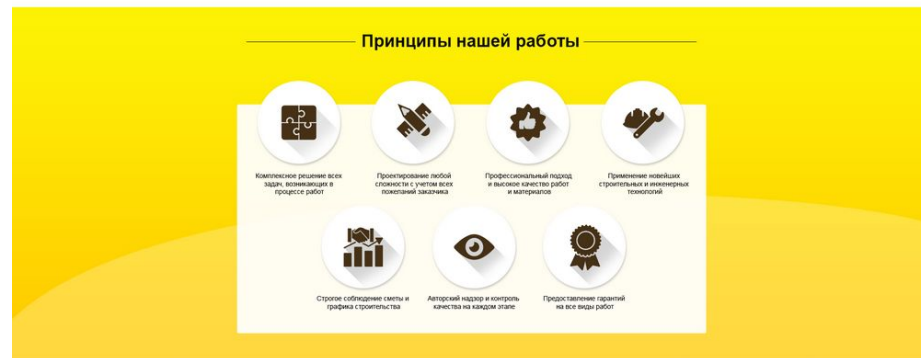 Принципы нашей работы
Комплексное решение всех
задач, возникающих в
процессе работ
Проектирование любой
сложности с учетом всех
пожеланий заказчика
Профессиональный подход
и высокое качество работ
и материалов
Применение новейших
строительных и инженерных
технологий
Строгое соблюдение сметы и
графика строительства
Авторский надзор и контроль
качества на каждом этапе
Предоставление гарантий
на все виды работ